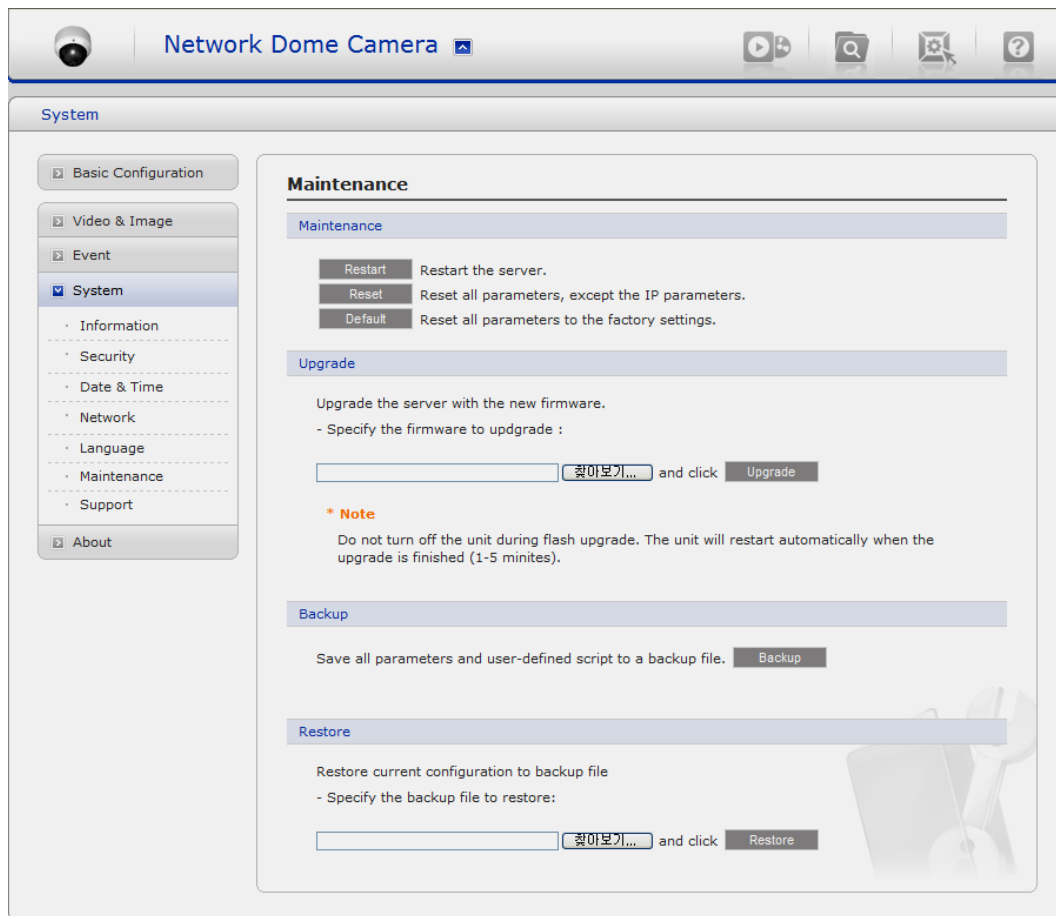 Network Dome Camera
System
Basic Configuration
Video & Image
Event
System
Information
Security
Date & Time
Network
Language
Maintenance
Support
About
Maintenance
Maintenance
Restart Restart the server.
Reset Reset all parameters, except the IP parameters.
Default Reset all parameters to the factory settings.
Upgrade
Upgrade the server with the new firmware.
- Specify the firmware to updgrade :
찾아보기... and click Upgrade
* Note
Do not turn off the unit during flash upgrade. The unit will restart automatically when the
upgrade is finished (1-5 minites).
Backup
Save all parameters and user-defined script to a backup file. Backup
Restore
Restore current configuration to backup file
- Specify the backup file to restore:
찾아보기... and click Restore